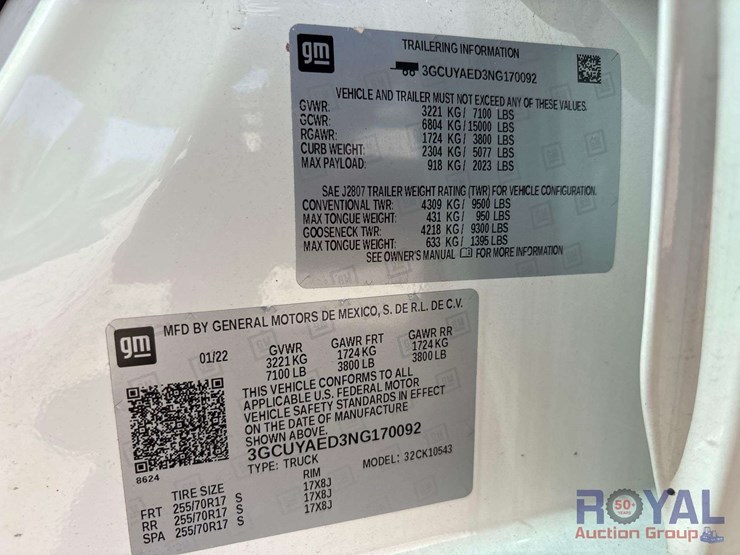 gm
TRAILERING INFORMATION
3GCUYAED3NG170092
VEHICLE AND TRAILER MUST NOT EXCEED ANY OF THESE VALUES.
GVWR: 3221 KG / 7100 LBS
GCWR: 6804 KG / 15000 LBS
RGAWR: 1724 KG / 3800 LBS
CURB WEIGHT: 2304 KG / 5077 LBS
MAX PAYLOAD: 918 KG / 2023 LBS
SAE J2807 TRAILER WEIGHT RATING (TWR) FOR VEHICLE CONFIGURATION.
CONVENTIONAL TWR: 4309 KG / 9500 LBS
MAX TONGUE WEIGHT: 431 KG / 950 LBS
GOOSENECK TWR: 4218 KG / 9300 LBS
MAX TONGUE WEIGHT: 633 KG / 1395 LBS
SEE OWNER'S MANUAL FOR MORE INFORMATION
gm
MFD BY GENERAL MOTORS DE MEXICO, S. DE R.L. DE C.V.
01/22 GVWR GAWR FRT GAWR RR
3221 KG 1724 KG 1724 KG
7100 LB 3800 LB 3800 LB
THIS VEHICLE CONFORMS TO ALL
APPLICABLE U.S. FEDERAL MOTOR
VEHICLE SAFETY STANDARDS IN EFFECT
ON THE DATE OF MANUFACTURE
SHOWN ABOVE.
3GCUYAED3NG170092
TYPE: TRUCK MODEL: 32CK10543
8624
TIRE SIZE RIM
FRT 255/70R17 S 17X8J
RR 255/70R17 S 17X8J
SPA 255/70R17 S 17X8J
ROYAL
50+
YEARS
Auction Group